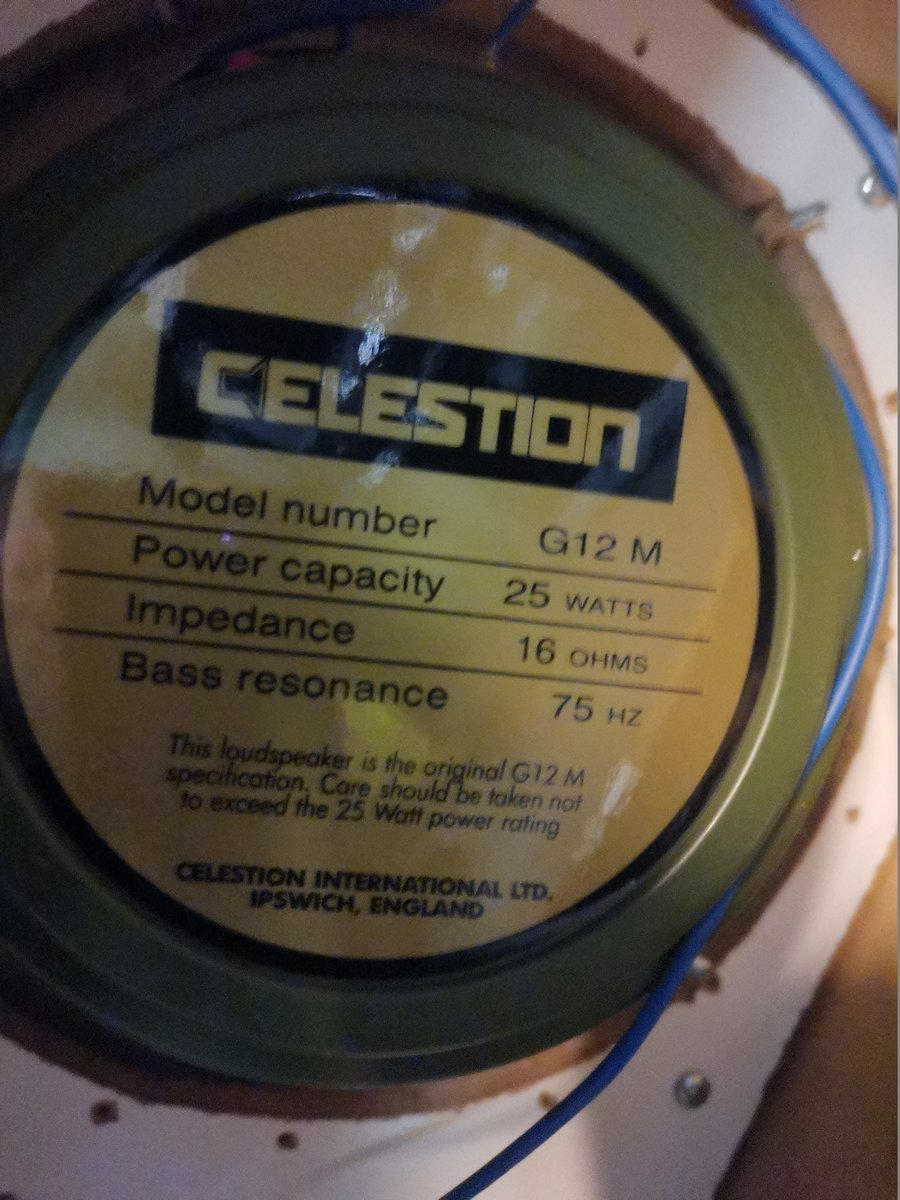 CELESTION
Model number G12 M
Power capacity 25 WATTS
Impedance 16 OHMS
Bass resonance 75 HZ
This loudspeaker is the original G12 M
specification. Care should be taken not
to exceed the 25 Watt power rating
CELESTION INTERNATIONAL LTD.
IPSWICH, ENGLAND